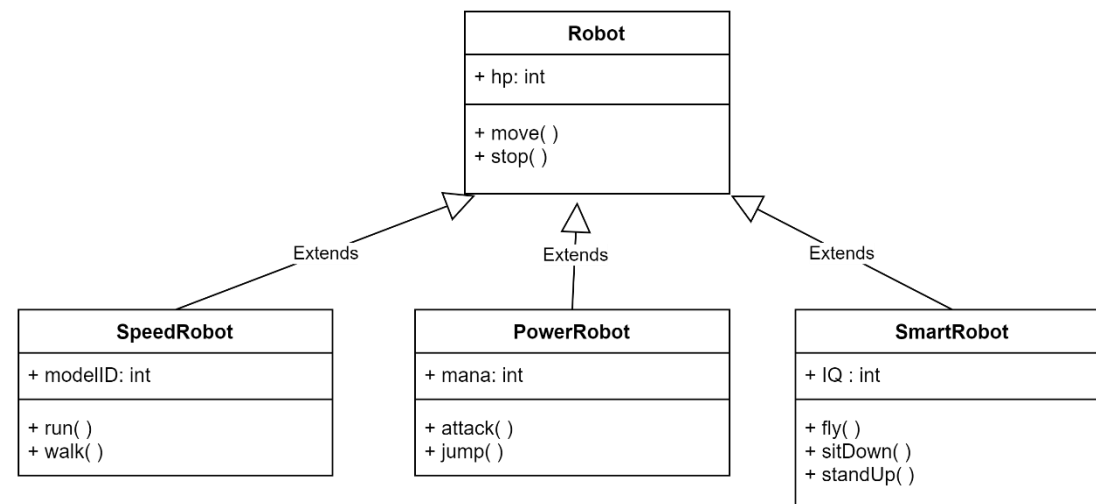 Robot
+ hp: int
+ move( )
+ stop( )
Extends
Extends
Extends
SpeedRobot
+ modelID: int
+ run( )
+ walk( )
PowerRobot
+ mana: int
+ attack( )
+ jump( )
SmartRobot
+ IQ : int
+ fly( )
+ sitDown( )
+ standUp( )